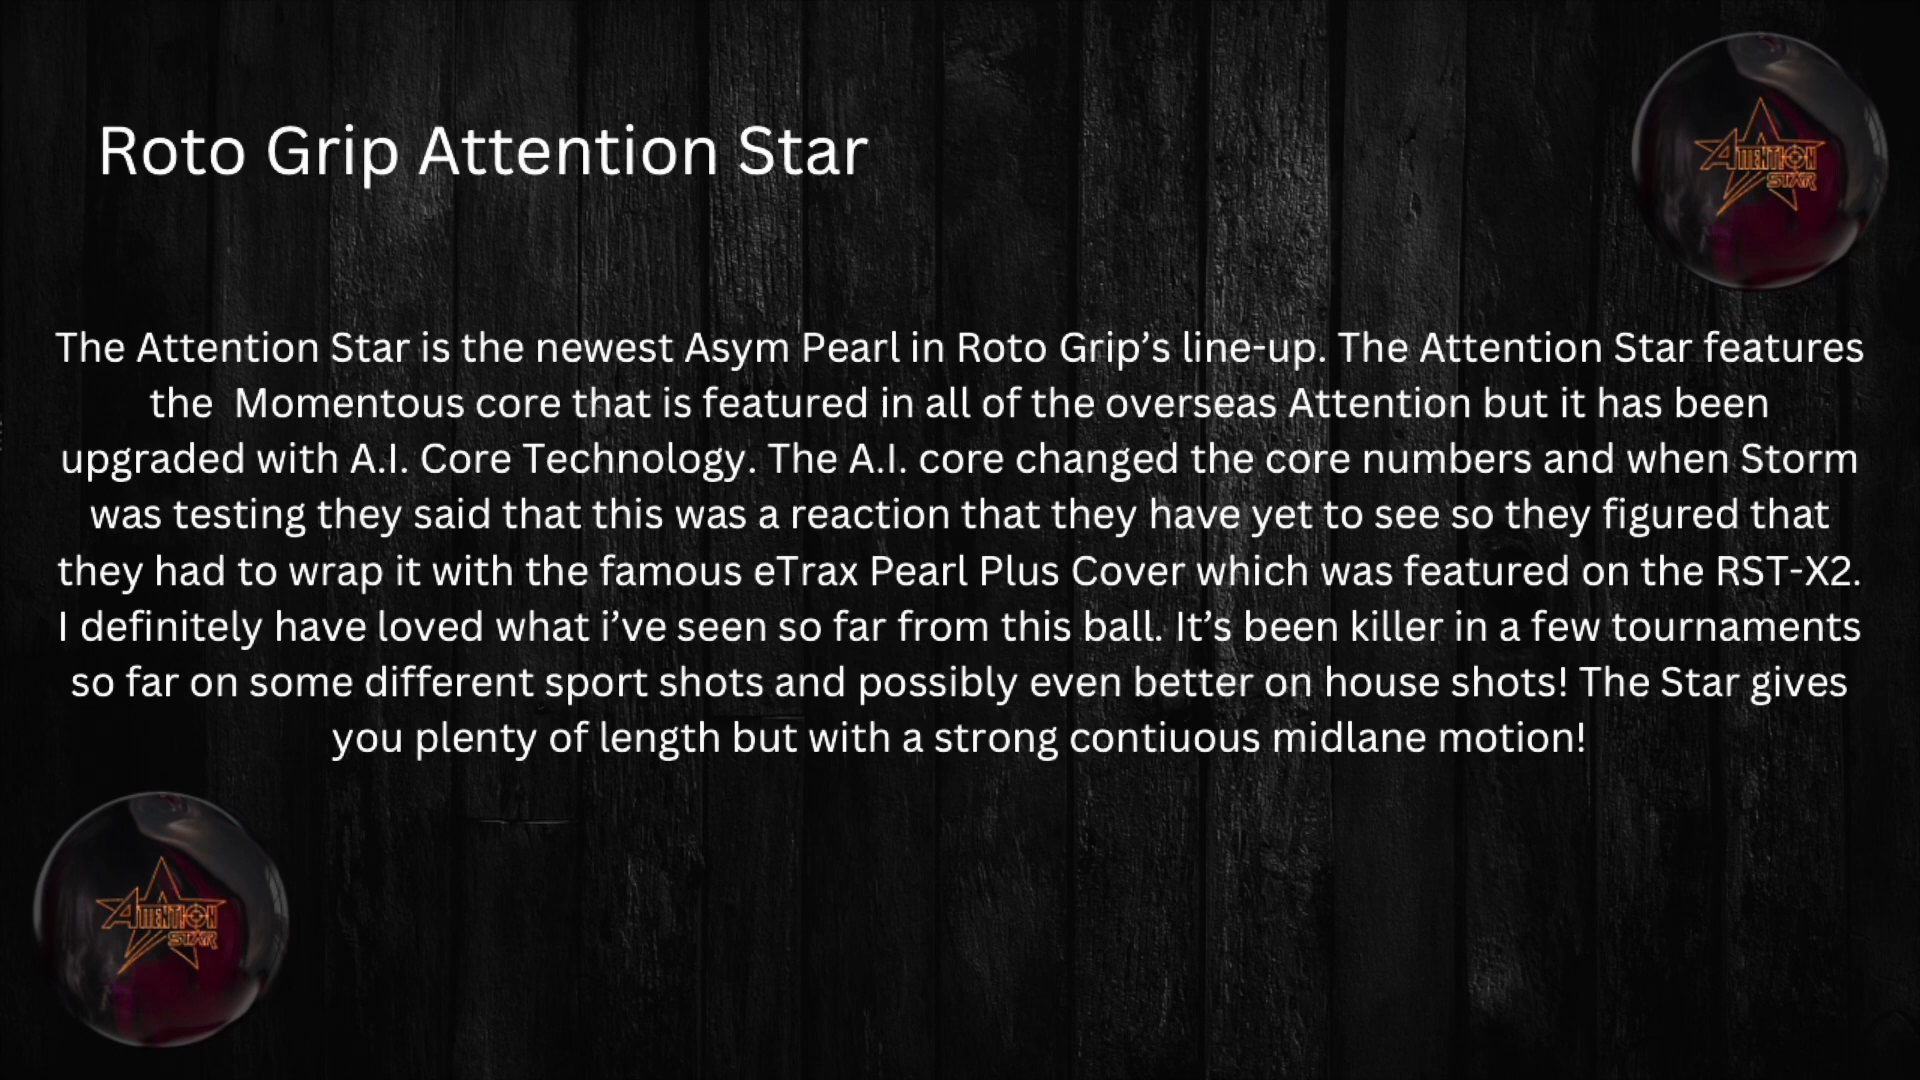 Roto Grip Attention Star
ATTENTION
STAR
The Attention Star is the newest Asym Pearl in Roto Grip’s line-up. The Attention Star features
the  Momentous core that is featured in all of the overseas Attention but it has been
upgraded with A.I. Core Technology. The A.I. core changed the core numbers and when Storm
was testing they said that this was a reaction that they have yet to see so they figured that
they had to wrap it with the famous eTrax Pearl Plus Cover which was featured on the RST-X2.
I definitely have loved what i’ve seen so far from this ball. It’s been killer in a few tournaments
so far on some different sport shots and possibly even better on house shots! The Star gives
you plenty of length but with a strong contiuous midlane motion!
ATTENTION
STAR